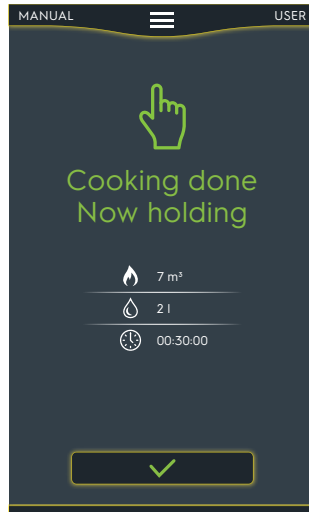 MANUAL
USER
Cooking done
Now holding
7 m³
2 l
00:30:00